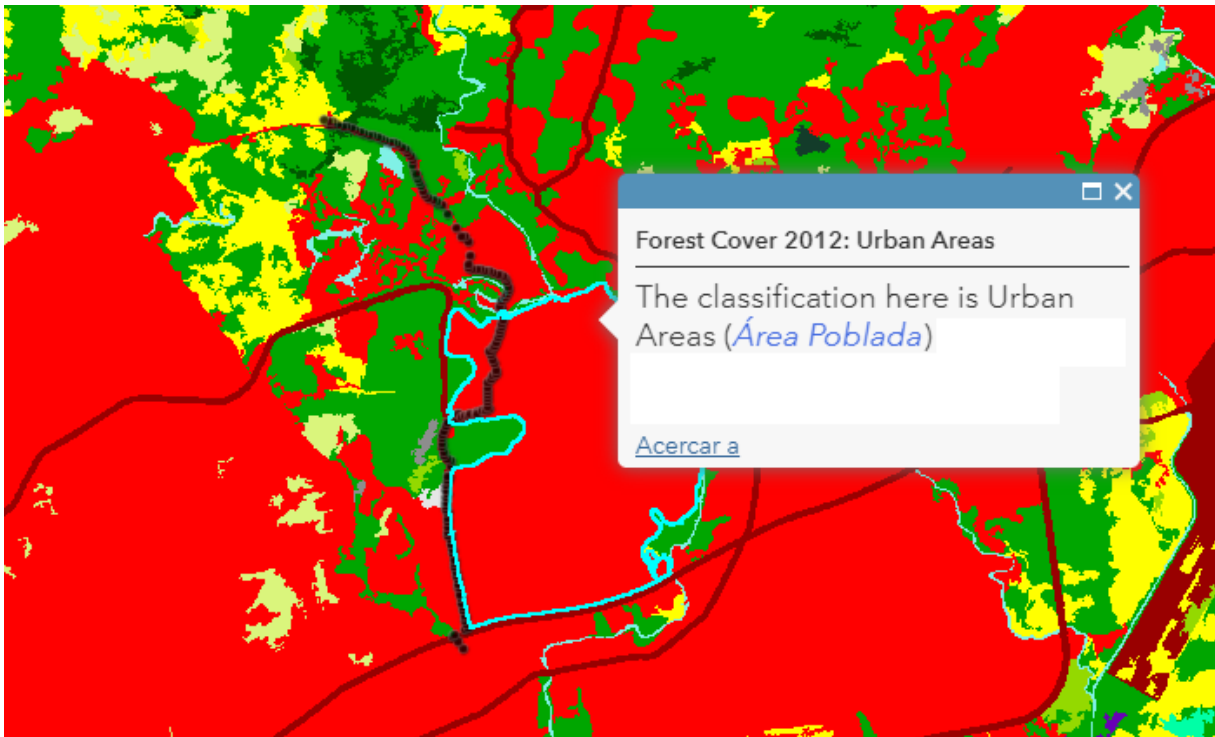 Forest Cover 2012: Urban Areas
The classification here is Urban
Areas (Área Poblada)
Acercar a